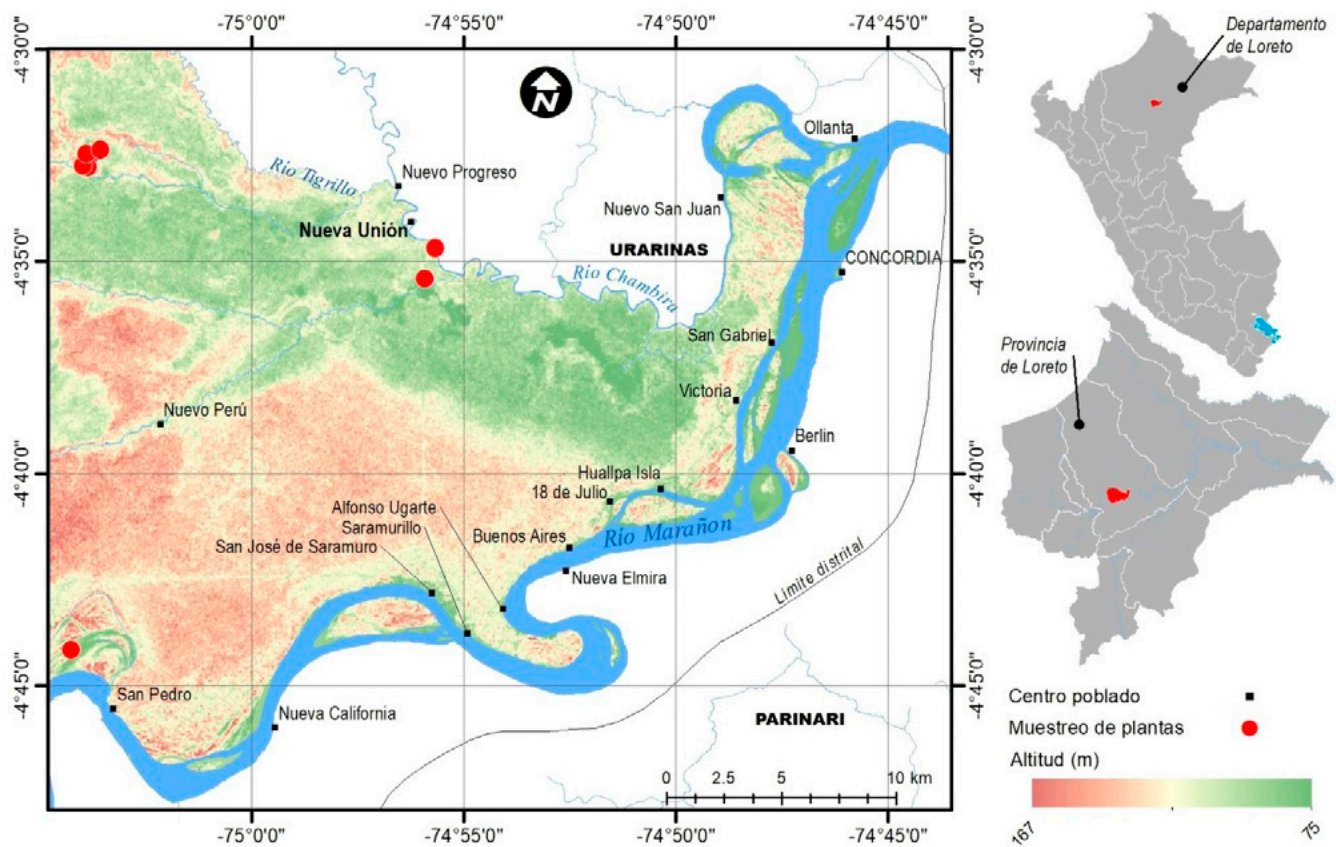 -75°0'0"
-74°55'0"
-74°50'0"
-74°45'0"
-4°30'0"
-4°30'0"
N
Río Tigrillo
Nuevo Progreso
Nueva Unión
Ollanta
Nuevo San Juan
URARINAS
-4°35'0"
-4°35'0"
Río Chambira
CONCORDIA
San Gabriel
Victoria
Nuevo Perú
Berlin
-4°40'0"
-4°40'0"
Huallpa Isla
18 de Julio
Alfonso Ugarte
Saramurillo
San José de Saramuro
Buenos Aires
Río Marañon
Nueva Elmira
Límite distrital
-4°45'0"
-4°45'0"
San Pedro
Nueva California
PARINARI
0 2.5 5 10 km
-75°0'0"
-74°55'0"
-74°50'0"
-74°45'0"
Departamento
de Loreto
Provincia
de Loreto
Centro poblado
Muestreo de plantas
Altitud (m)
167
75